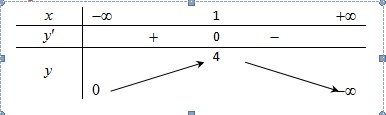 x −∞ 1 +∞
y′ + 0 −
4
y
0 −∞